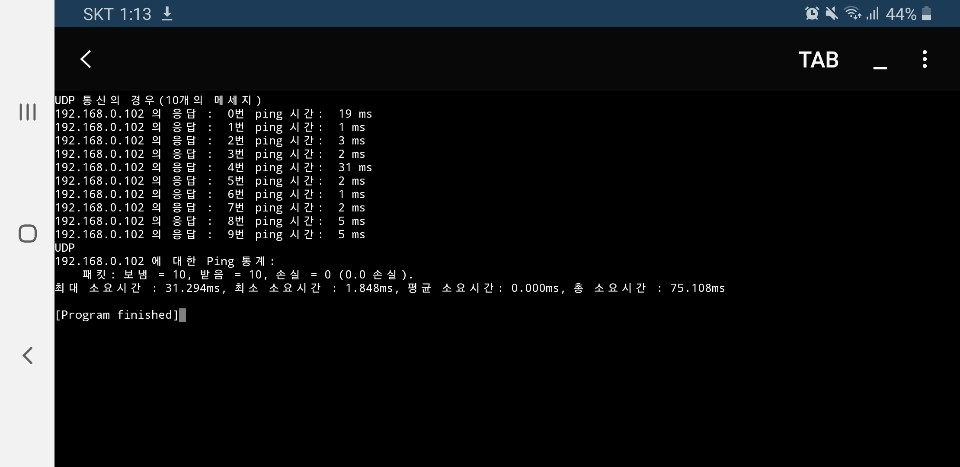 SKT 1:13 44%
TAB _
UDP 통신의 경우(10개의 메세지)
192.168.0.102 의 응답 : 0번 ping 시간: 19 ms
192.168.0.102 의 응답 : 1번 ping 시간: 1 ms
192.168.0.102 의 응답 : 2번 ping 시간: 3 ms
192.168.0.102 의 응답 : 3번 ping 시간: 2 ms
192.168.0.102 의 응답 : 4번 ping 시간: 31 ms
192.168.0.102 의 응답 : 5번 ping 시간: 2 ms
192.168.0.102 의 응답 : 6번 ping 시간: 1 ms
192.168.0.102 의 응답 : 7번 ping 시간: 2 ms
192.168.0.102 의 응답 : 8번 ping 시간: 5 ms
192.168.0.102 의 응답 : 9번 ping 시간: 5 ms
UDP
192.168.0.102 에 대한 Ping 통계:
패킷: 보냄 = 10, 받음 = 10, 손실 = 0 (0.0 손실).
최대 소요시간 : 31.294ms, 최소 소요시간 : 1.848ms, 평균 소요시간: 0.000ms, 총 소요시간 : 75.108ms
[Program finished]